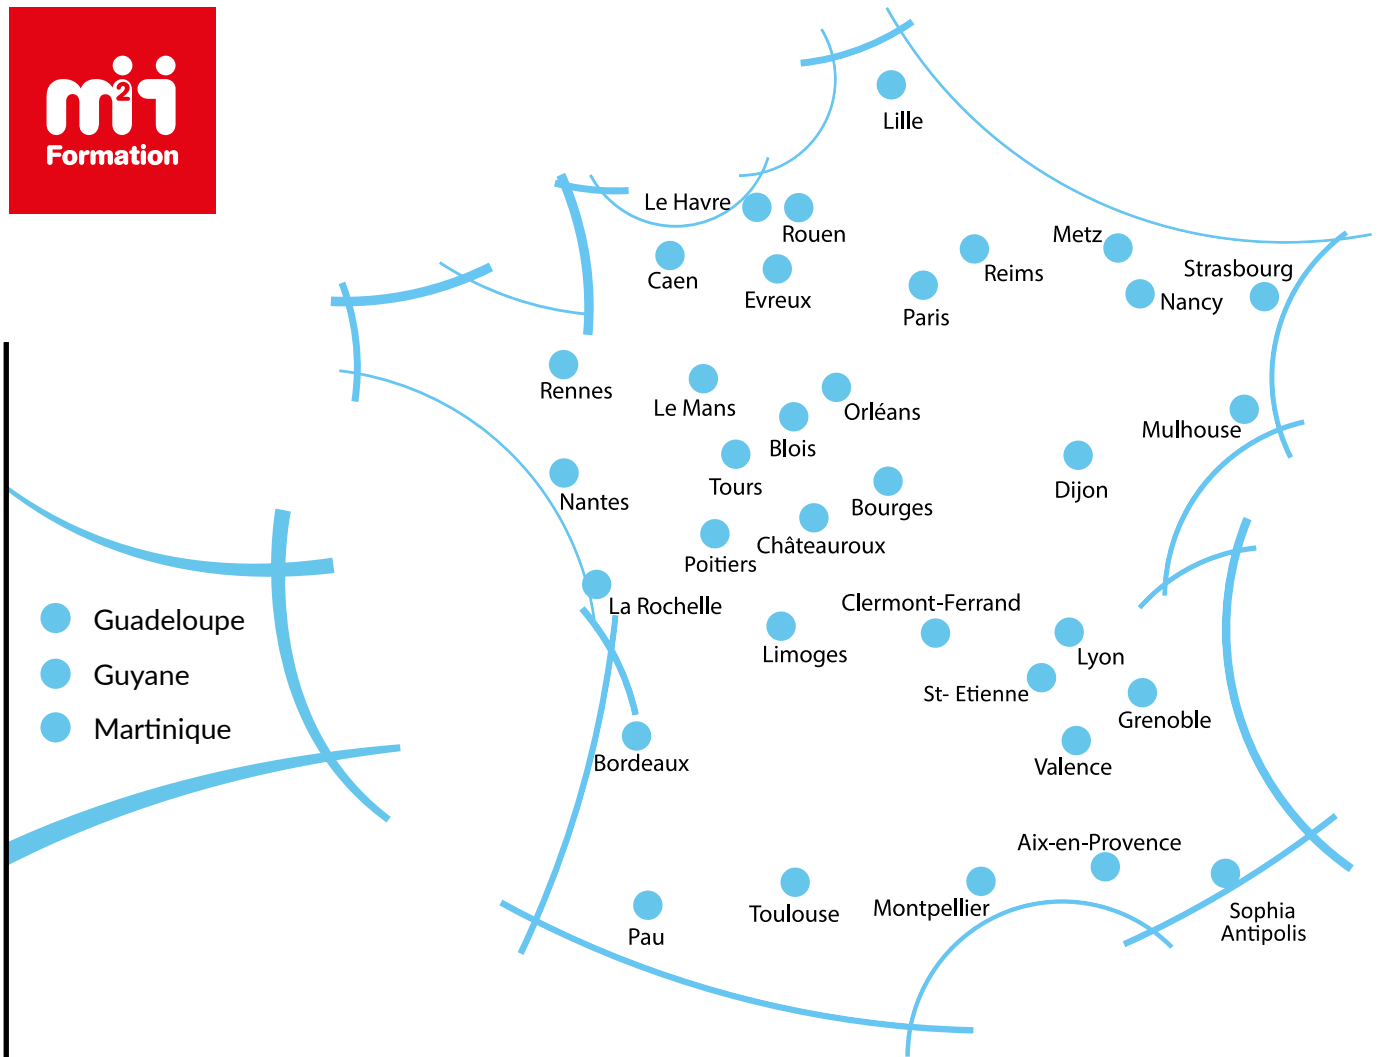 m2i
Formation
Lille
Le Havre
Rouen
Metz
Reims
Strasbourg
Caen
Evreux
Nancy
Paris
Rennes
Le Mans
Orléans
Mulhouse
Blois
Tours
Dijon
Nantes
Bourges
Châteauroux
Poitiers
Clermont-Ferrand
La Rochelle
Guadeloupe
Limoges
Lyon
Guyane
St- Etienne
Grenoble
Martinique
Bordeaux
Valence
Aix-en-Provence
Montpellier
Toulouse
Sophia
Antipolis
Pau